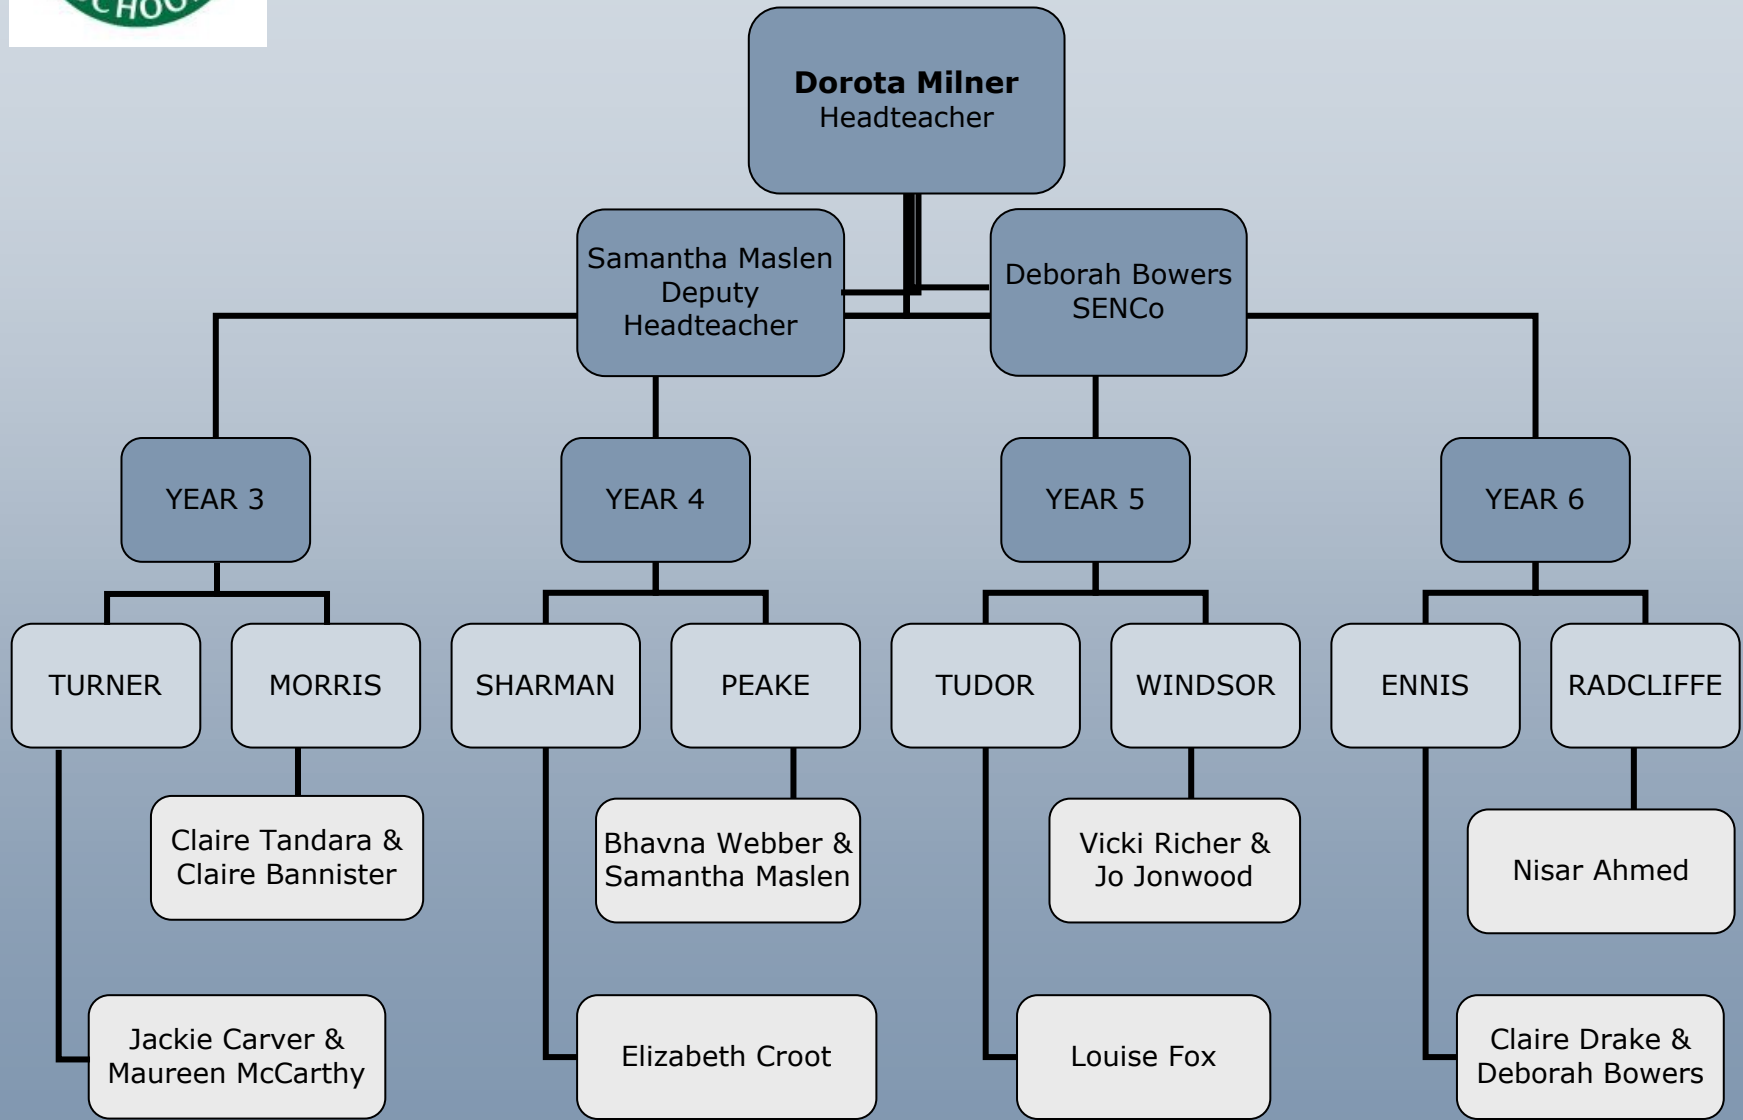 SCHOOL
Dorota Milner
Headteacher
Samantha Maslen
Deputy
Headteacher
Deborah Bowers
SENCo
YEAR 3
YEAR 4
YEAR 5
YEAR 6
TURNER
MORRIS
SHARMAN
PEAKE
TUDOR
WINDSOR
ENNIS
RADCLIFFE
Claire Tandara &
Claire Bannister
Bhavna Webber &
Samantha Maslen
Vicki Richer &
Jo Jonwood
Nisar Ahmed
Jackie Carver &
Maureen McCarthy
Elizabeth Croot
Louise Fox
Claire Drake &
Deborah Bowers